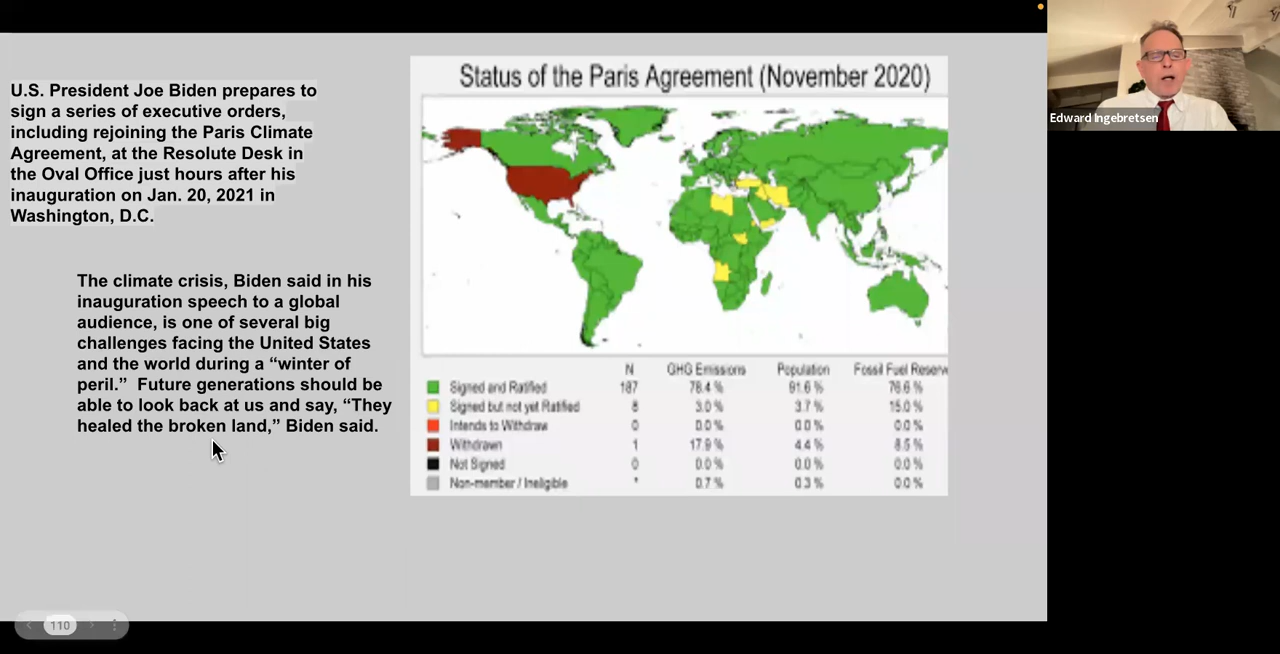 U.S. President Joe Biden prepares to
sign a series of executive orders,
including rejoining the Paris Climate
Agreement, at the Resolute Desk in
the Oval Office just hours after his
inauguration on Jan. 20, 2021 in
Washington, D.C.
The climate crisis, Biden said in his
inauguration speech to a global
audience, is one of several big
challenges facing the United States
and the world during a “winter of
peril.”  Future generations should be
able to look back at us and say, “They
healed the broken land,” Biden said.
Status of the Paris Agreement (November 2020)
N GHG Emissions Population Fossil Fuel Reserv
Signed and Ratified 187 78.4 % 91.6 % 76.6 %
Signed but not yet Ratified 8 3.0 % 3.7 % 15.0 %
Intends to Withdraw 0 0.0 % 0.0 % 0.0 %
Withdrawn 1 17.9 % 4.4 % 8.5 %
Not Signed 0 0.0 % 0.0 % 0.0 %
Non-member / Ineligible * 0.7 % 0.3 % 0.0 %
Edward Ingebretsen
110